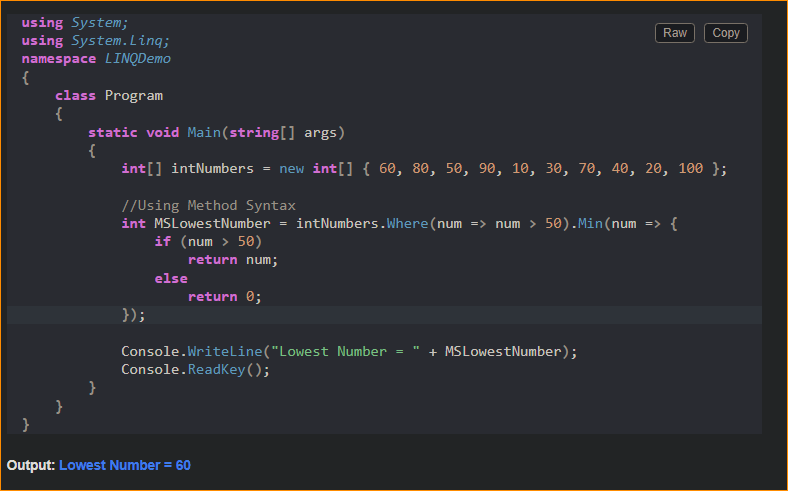 using System;
using System.Linq;
Raw Copy
namespace LINQDemo
{
    class Program
    {
        static void Main(string[] args)
        {
            int[] intNumbers = new int[] { 60, 80, 50, 90, 10, 30, 70, 40, 20, 100 };

            //Using Method Syntax
            int MSLowestNumber = intNumbers.Where(num => num > 50).Min(num => {
                if (num > 50)
                    return num;
                else
                    return 0;
            });

            Console.WriteLine("Lowest Number = " + MSLowestNumber);
            Console.ReadKey();
        }
    }
}
Output: Lowest Number = 60